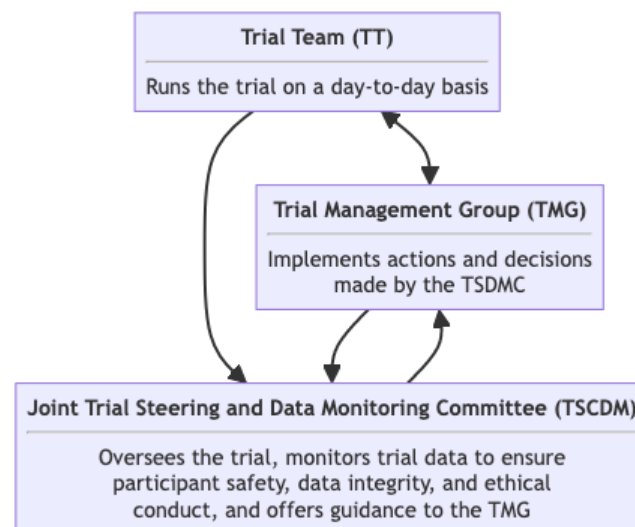 Trial Team (TT)
Runs the trial on a day-to-day basis
Trial Management Group (TMG)
Implements actions and decisions
made by the TSDMC
Joint Trial Steering and Data Monitoring Committee (TSCDM)
Oversees the trial, monitors trial data to ensure
participant safety, data integrity, and ethical
conduct, and offers guidance to the TMG